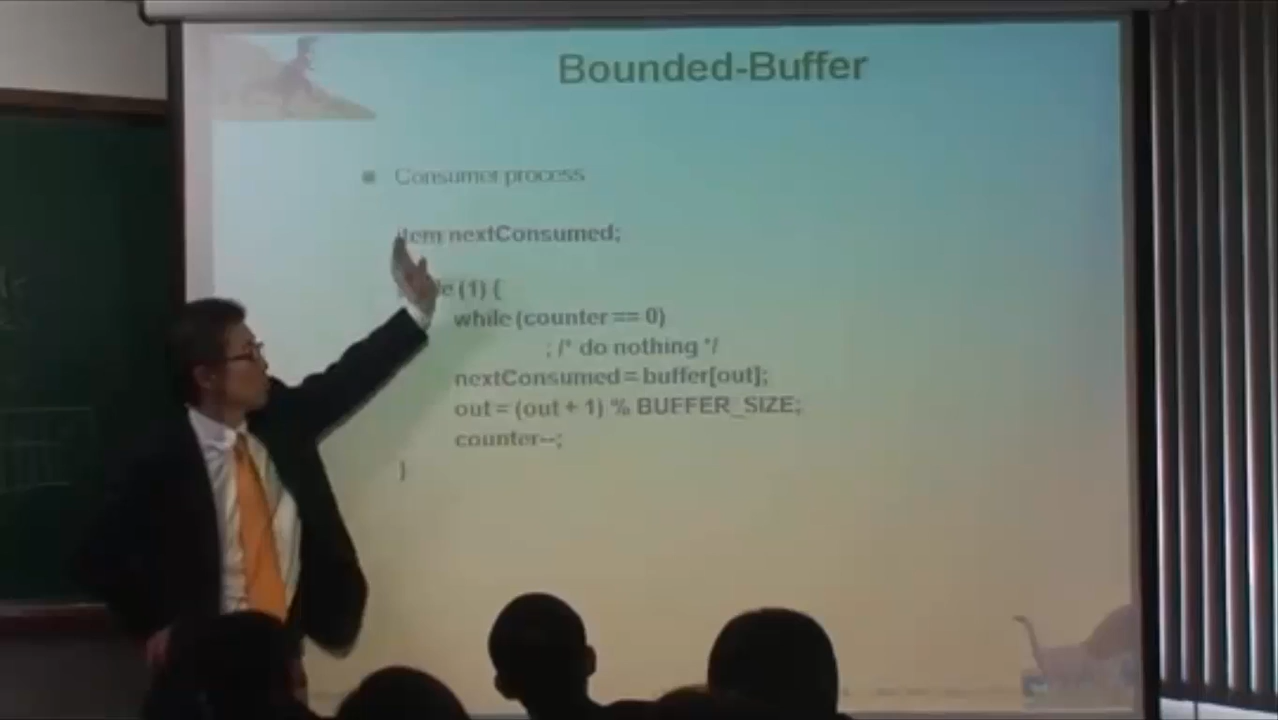 Bounded-Buffer
Consumer process
item nextConsumed;
while (1) {
while (counter == 0)
; /* do nothing */
nextConsumed = buffer[out];
out = (out + 1) % BUFFER_SIZE;
counter--;
}